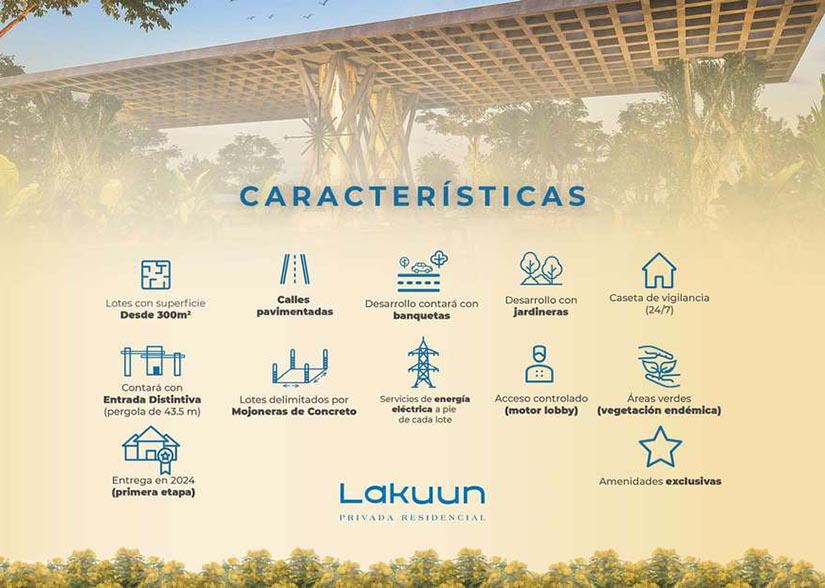 CARACTERÍSTICAS
Lotes con superficie
Desde 300m²
Calles
pavimentadas
Desarrollo contará con
banquetas
Desarrollo con
jardineras
Caseta de vigilancia
(24/7)
Contará con
Entrada Distintiva
(pergola de 43.5 m)
Lotes delimitados por
Mojoneras de Concreto
Servicios de energía
eléctrica a pie
de cada lote
Acceso controlado
(motor lobby)
Áreas verdes
(vegetación endémica)
Entrega en 2024
(primera etapa)
Amenidades exclusivas
Lakuun
PRIVADA RESIDENCIAL